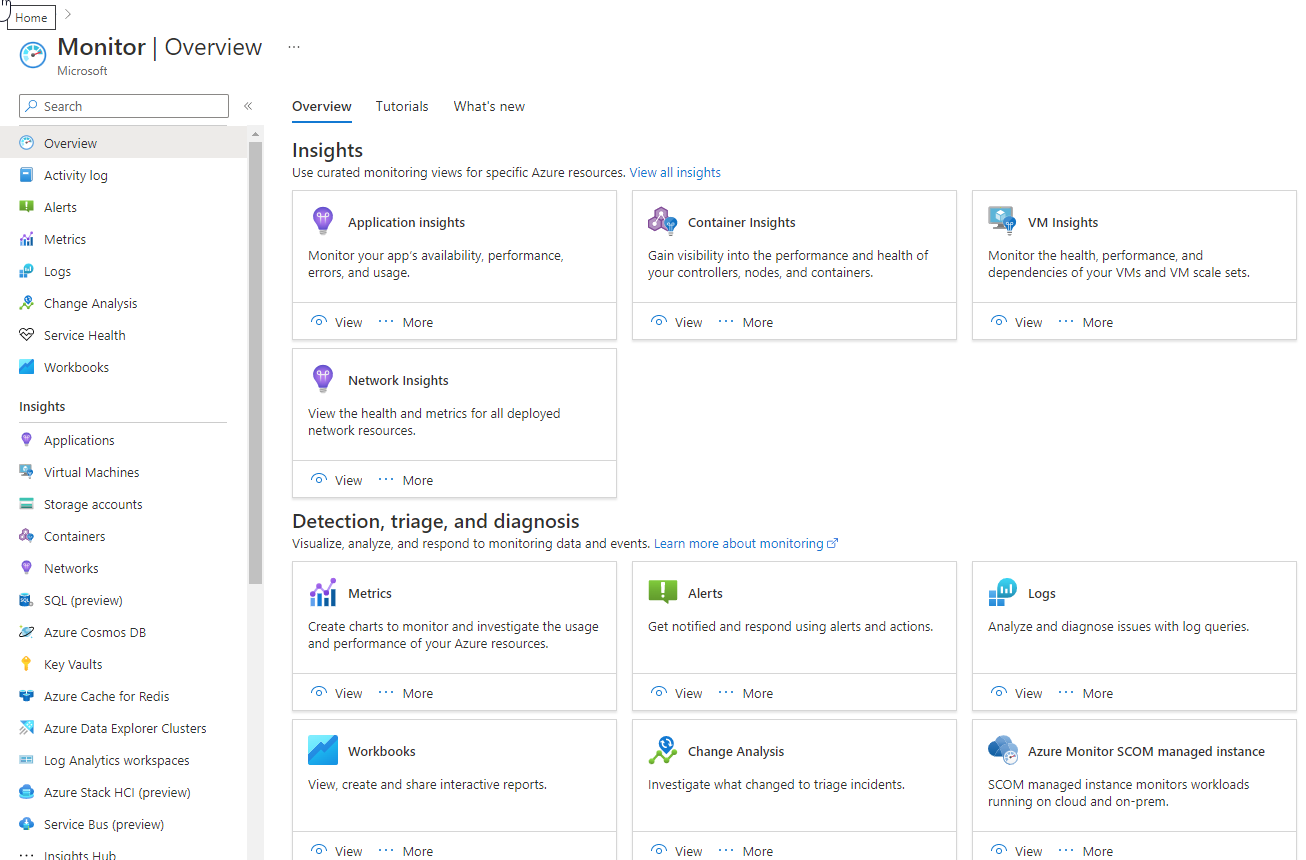 Home
Monitor | Overview ...
Microsoft
Search
«
Overview
Activity log
Alerts
Metrics
Logs
Change Analysis
Service Health
Workbooks
Insights
Applications
Virtual Machines
Storage accounts
Containers
Networks
SQL (preview)
Azure Cosmos DB
Key Vaults
Azure Cache for Redis
Azure Data Explorer Clusters
Log Analytics workspaces
Azure Stack HCI (preview)
Service Bus (preview)
Insights Hub
Overview Tutorials What's new
Insights
Use curated monitoring views for specific Azure resources. View all insights
Application insights
Monitor your app's availability, performance,
errors, and usage.
View ... More
Container Insights
Gain visibility into the performance and health of
your controllers, nodes, and containers.
View ... More
VM Insights
Monitor the health, performance, and
dependencies of your VMs and VM scale sets.
View ... More
Network Insights
View the health and metrics for all deployed
network resources.
View ... More
Detection, triage, and diagnosis
Visualize, analyze, and respond to monitoring data and events. Learn more about monitoring
Metrics
Create charts to monitor and investigate the usage
and performance of your Azure resources.
View ... More
Alerts
Get notified and respond using alerts and actions.
View ... More
Logs
Analyze and diagnose issues with log queries.
View ... More
Workbooks
View, create and share interactive reports.
View ... More
Change Analysis
Investigate what changed to triage incidents.
View ... More
Azure Monitor SCOM managed instance
SCOM managed instance monitors workloads
running on cloud and on-prem.
View ... More